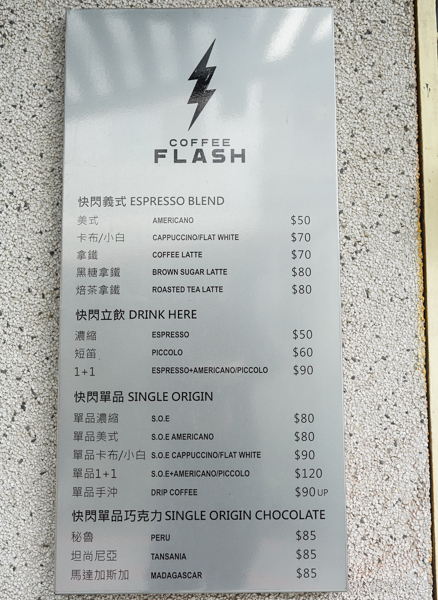 COFFEE
FLASH
快閃義式 ESPRESSO BLEND
美式 AMERICANO $50
卡布/小白 CAPPUCCINO/FLAT WHITE $70
拿鐵 COFFEE LATTE $70
黑糖拿鐵 BROWN SUGAR LATTE $80
焙茶拿鐵 ROASTED TEA LATTE $80
快閃立飲 DRINK HERE
濃縮 ESPRESSO $50
短笛 PICCOLO $60
1+1 ESPRESSO+AMERICANO/PICCOLO $90
快閃單品 SINGLE ORIGIN
單品濃縮 S.O.E $80
單品美式 S.O.E AMERICANO $80
單品卡布/小白 S.O.E CAPPUCCINO/FLAT WHITE $90
單品1+1 S.O.E+AMERICANO/PICCOLO $120
單品手沖 DRIP COFFEE $90 UP
快閃單品巧克力 SINGLE ORIGIN CHOCOLATE
秘魯 PERU $85
坦尚尼亞 TANSANIA $85
馬達加斯加 MADAGASCAR $85